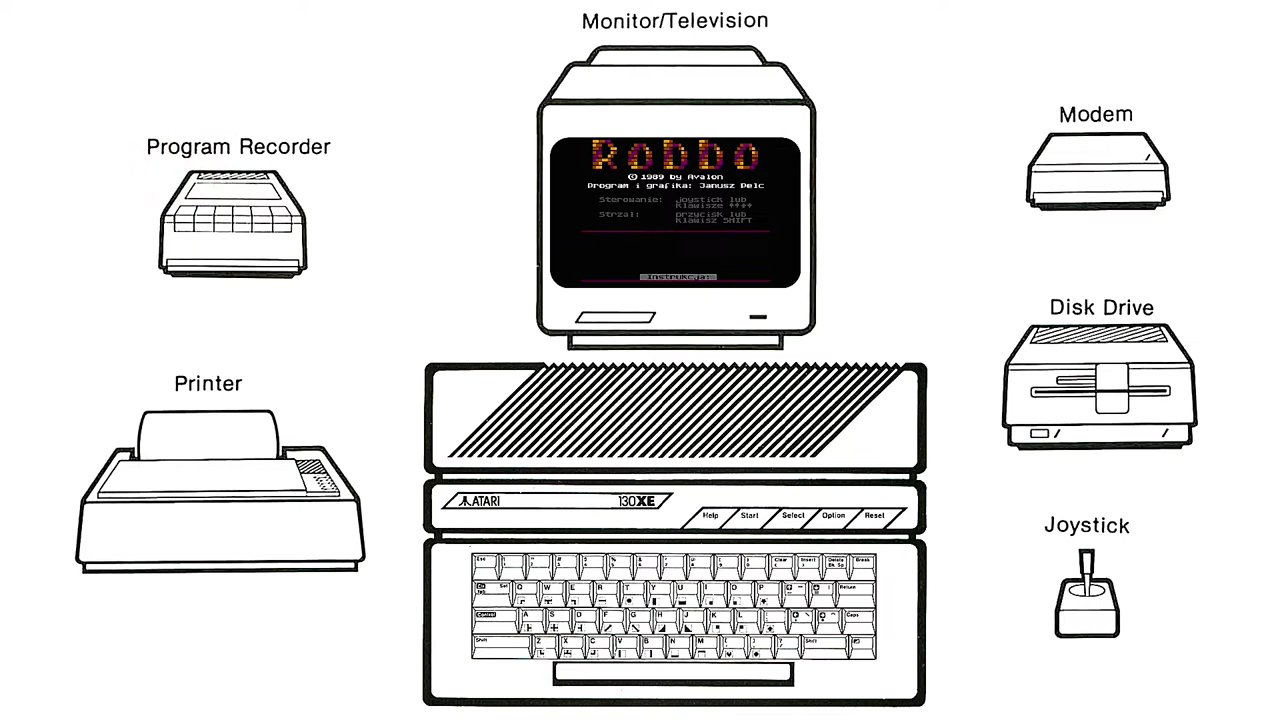 Monitor/Television
Modem
Program Recorder
Robbo
© 1989 by Avalon
Program i grafika: Janusz Pelc
Sterowanie: joystick lub
klawisze ↑↑↑↑
Strzał: przycisk lub
klawisz SHIFT
Instrukcja:
Disk Drive
Printer
ATARI 130XE
Help Start Select Option Reset
Joystick
Esc Clear Insert Delete Break
Bk Sp
Tab Q W E R T Y U I O P Return
Control A S D F G H J K L Caps
Shift Z X C V B N M Shift